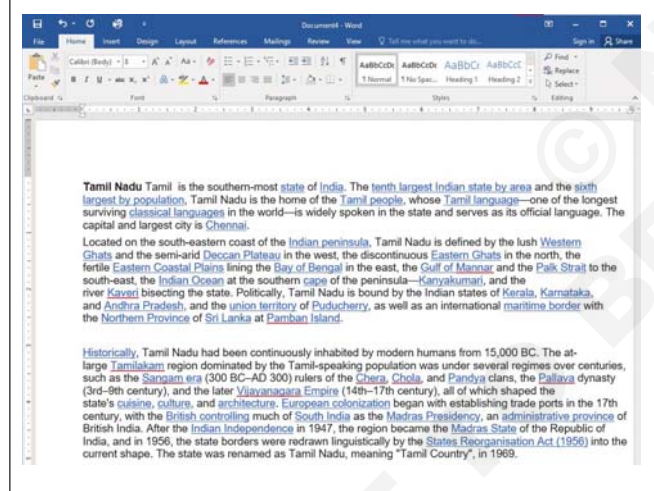 Document4 - Word
File Home Insert Design Layout References Mailings Review View Tell me what you want to do... Sign in Share
Paste Calibri (Body) Find
AaBbCcDc AaBbCcDc AaBbCc AaBbCcC Replace
B I U abc 1 Normal 1 No Spac... Heading 1 Heading 2 Select
Clipboard Font Paragraph Styles Editing
Tamil Nadu Tamil is the southern-most state of India. The tenth largest Indian state by area and the sixth
largest by population, Tamil Nadu is the home of the Tamil people, whose Tamil language—one of the longest
surviving classical languages in the world—is widely spoken in the state and serves as its official language. The
capital and largest city is Chennai.
Located on the south-eastern coast of the Indian peninsula, Tamil Nadu is defined by the lush Western
Ghats and the semi-arid Deccan Plateau in the west, the discontinuous Eastern Ghats in the north, the
fertile Eastern Coastal Plains lining the Bay of Bengal in the east, the Gulf of Mannar and the Palk Strait to the
south-east, the Indian Ocean at the southern cape of the peninsula—Kanyakumari, and the
river Kaveri bisecting the state. Politically, Tamil Nadu is bound by the Indian states of Kerala, Karnataka,
and Andhra Pradesh, and the union territory of Puducherry, as well as an international maritime border with
the Northern Province of Sri Lanka at Pamban Island.
Historically, Tamil Nadu had been continuously inhabited by modern humans from 15,000 BC. The at-
large Tamilakam region dominated by the Tamil-speaking population was under several regimes over centuries,
such as the Sangam era (300 BC–AD 300) rulers of the Chera, Chola, and Pandya clans, the Pallava dynasty
(3rd–9th century), and the later Vijayanagara Empire (14th–17th century), all of which shaped the
state's cuisine, culture, and architecture. European colonization began with establishing trade ports in the 17th
century, with the British controlling much of South India as the Madras Presidency, an administrative province of
British India. After the Indian Independence in 1947, the region became the Madras State of the Republic of
India, and in 1956, the state borders were redrawn linguistically by the States Reorganisation Act (1956) into the
current shape. The state was renamed as Tamil Nadu, meaning "Tamil Country", in 1969.